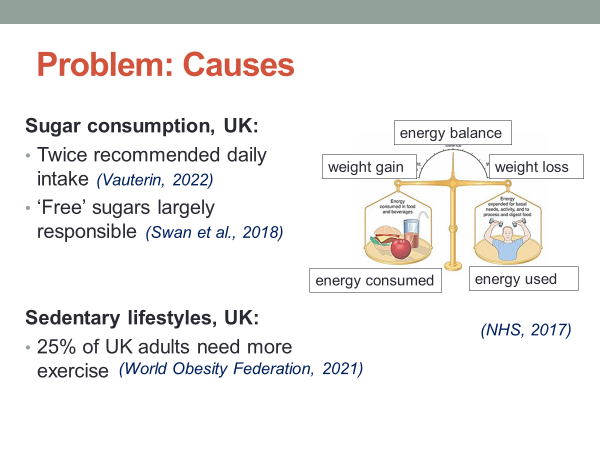 Problem: Causes
Sugar consumption, UK:
• Twice recommended daily
intake (Vauterin, 2022)
• ‘Free’ sugars largely
responsible (Swan et al., 2018)
Sedentary lifestyles, UK:
• 25% of UK adults need more
exercise (World Obesity Federation, 2021)
energy balance
weight gain
weight loss
Energy
consumed in food
and beverages
Energy
expended for basal
needs, activity, and to
process and digest food
energy consumed
energy used
(NHS, 2017)